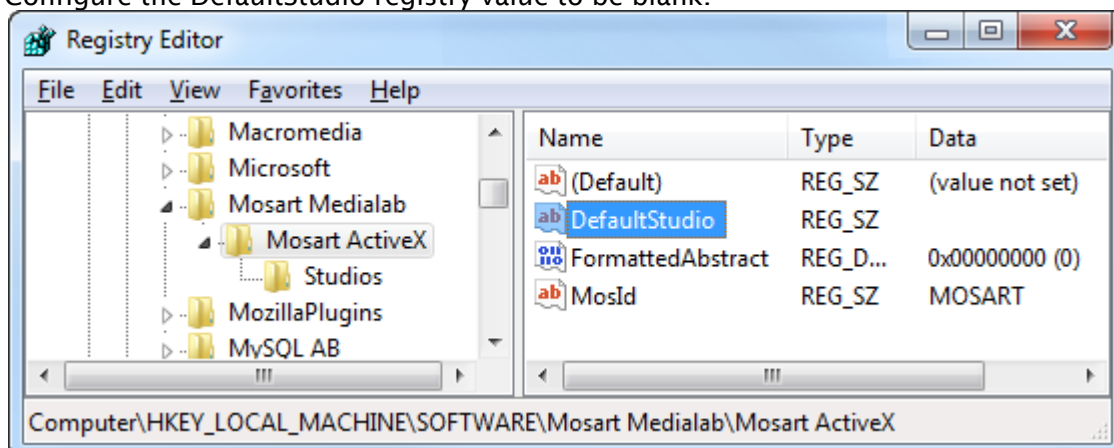 Configure the DefaultStudio registry value to be blank.
Registry Editor
File Edit View Favorites Help
Macromedia
Microsoft
Mosart Medialab
Mosart ActiveX
Studios
MozillaPlugins
MySQL AB
Name Type Data
(Default) REG_SZ (value not set)
DefaultStudio REG_SZ
FormattedAbstract REG_D... 0x00000000 (0)
MosId REG_SZ MOSART
Computer\HKEY_LOCAL_MACHINE\SOFTWARE\Mosart Medialab\Mosart ActiveX